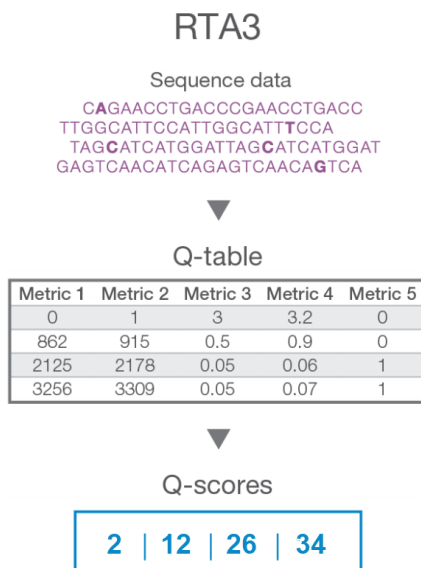 RTA3
Sequence data
CAGAACCTGACCCGAACCTGACC
TTGGCATTCCATTGGCATTTCCA
TAGCATCATGGATTAGCATCATGGAT
GAGTCAACATCAGAGTCAACAGTCA
Q-table
Metric 1 Metric 2 Metric 3 Metric 4 Metric 5
0 1 3 3.2 0
862 915 0.5 0.9 0
2125 2178 0.05 0.06 1
3256 3309 0.05 0.07 1
Q-scores
2 | 12 | 26 | 34